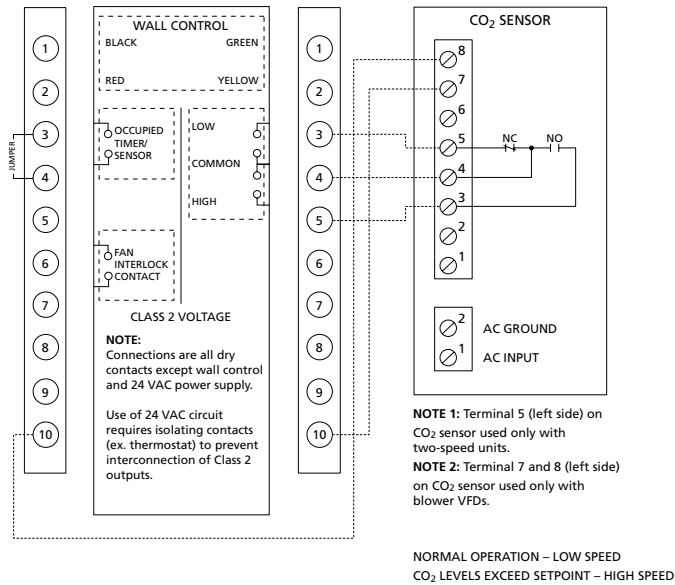 WALL CONTROL
BLACK GREEN
RED YELLOW
JUMPER
1
2
3
4
5
6
7
8
9
10
OCCUPIED
TIMER/
SENSOR
LOW
COMMON
HIGH
FAN
INTERLOCK
CONTACT
CLASS 2 VOLTAGE
NOTE:
Connections are all dry
contacts except wall control
and 24 VAC power supply.
Use of 24 VAC circuit
requires isolating contacts
(ex. thermostat) to prevent
interconnection of Class 2
outputs.
1
2
3
4
5
6
7
8
9
10
CO2 SENSOR
8
7
6
5
4
3
2
1
NC NO
2 AC GROUND
1 AC INPUT
NOTE 1: Terminal 5 (left side) on
CO2 sensor used only with
two-speed units.
NOTE 2: Terminal 7 and 8 (left side)
on CO2 sensor used only with
blower VFDs.
NORMAL OPERATION – LOW SPEED
CO2 LEVELS EXCEED SETPOINT – HIGH SPEED